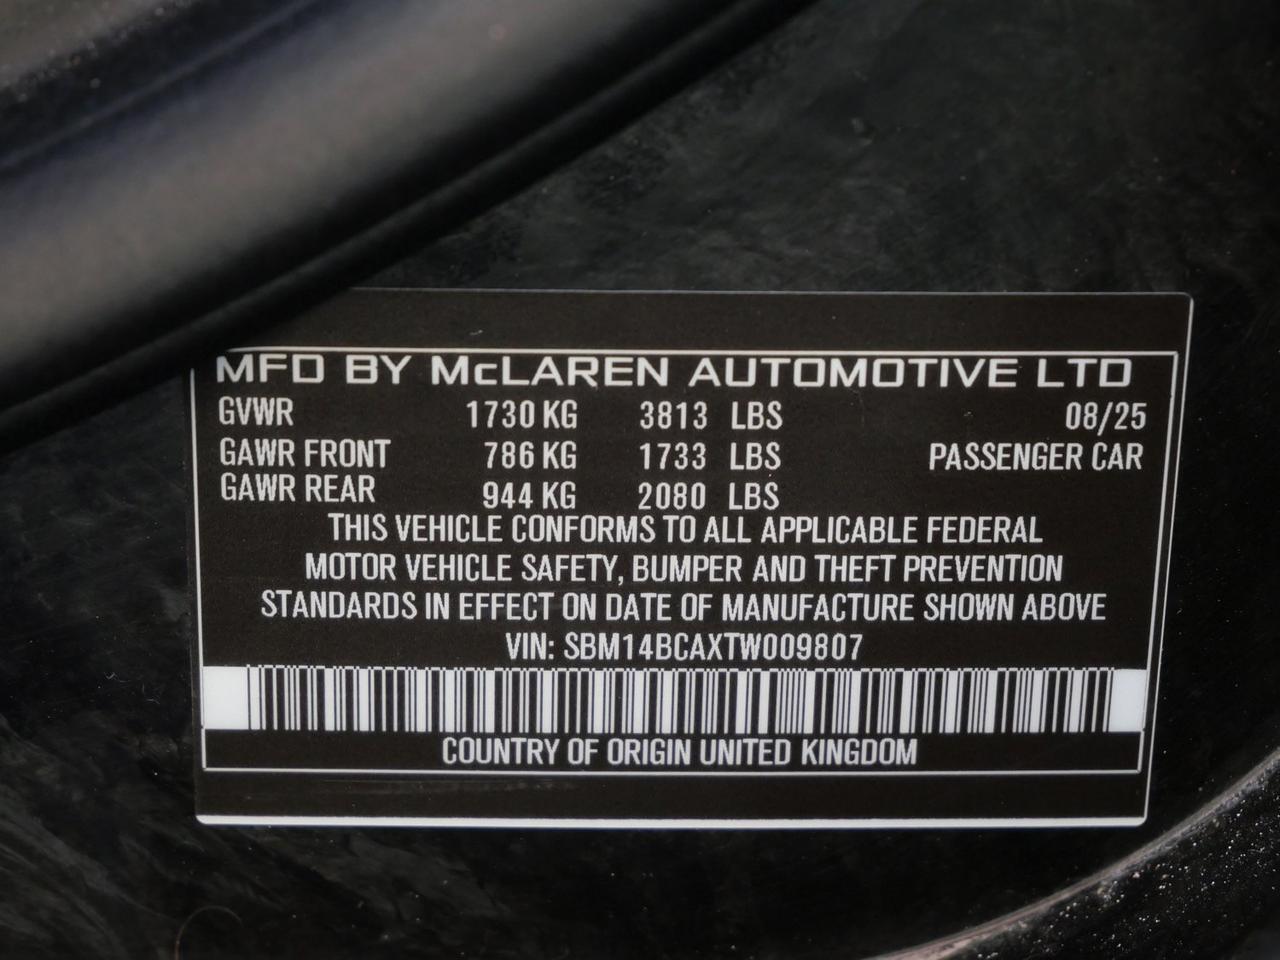 MFD BY McLAREN AUTOMOTIVE LTD
GVWR 1730 KG 3813 LBS 08/25
GAWR FRONT 786 KG 1733 LBS PASSENGER CAR
GAWR REAR 944 KG 2080 LBS
THIS VEHICLE CONFORMS TO ALL APPLICABLE FEDERAL
MOTOR VEHICLE SAFETY, BUMPER AND THEFT PREVENTION
STANDARDS IN EFFECT ON DATE OF MANUFACTURE SHOWN ABOVE
VIN: SBM14BCAXTW009807
COUNTRY OF ORIGIN UNITED KINGDOM